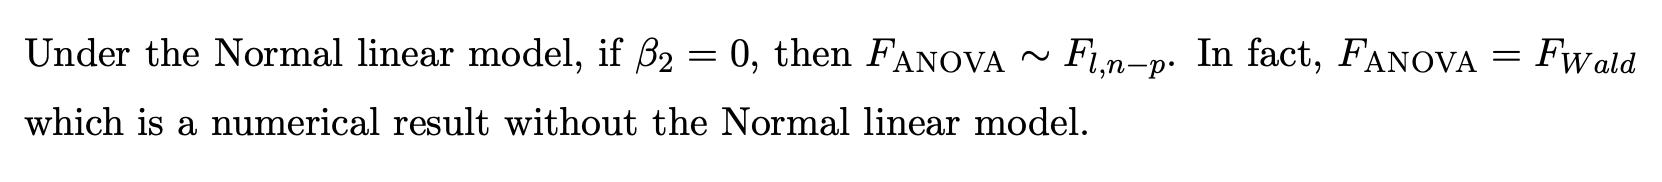 Under the Normal linear model, if β₂ = 0, then F_ANOVA ∼ F_{l,n−p}. In fact, F_ANOVA = F_Wald
which is a numerical result without the Normal linear model.